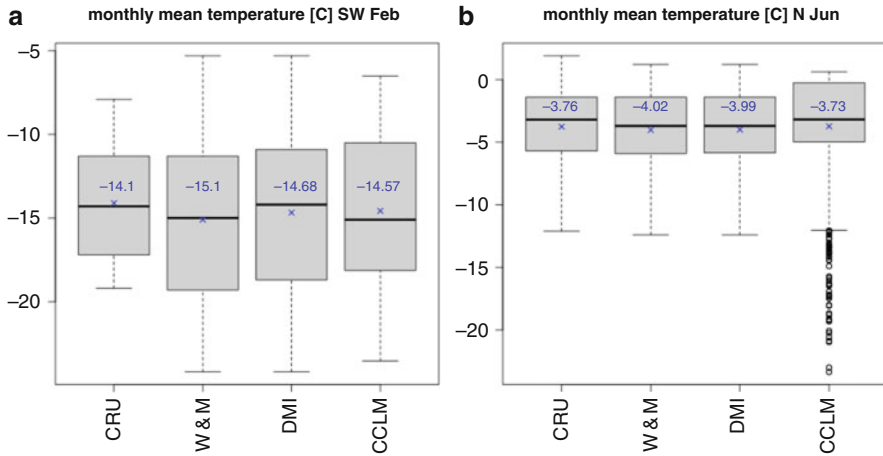 a monthly mean temperature [C] SW Feb
–5
–10
–15
–20
–14.1
–15.1
–14.68
–14.57
CRU
W & M
DMI
CCLM
b monthly mean temperature [C] N Jun
0
–5
–10
–15
–20
–3.76
–4.02
–3.99
–3.73
CRU
W & M
DMI
CCLM